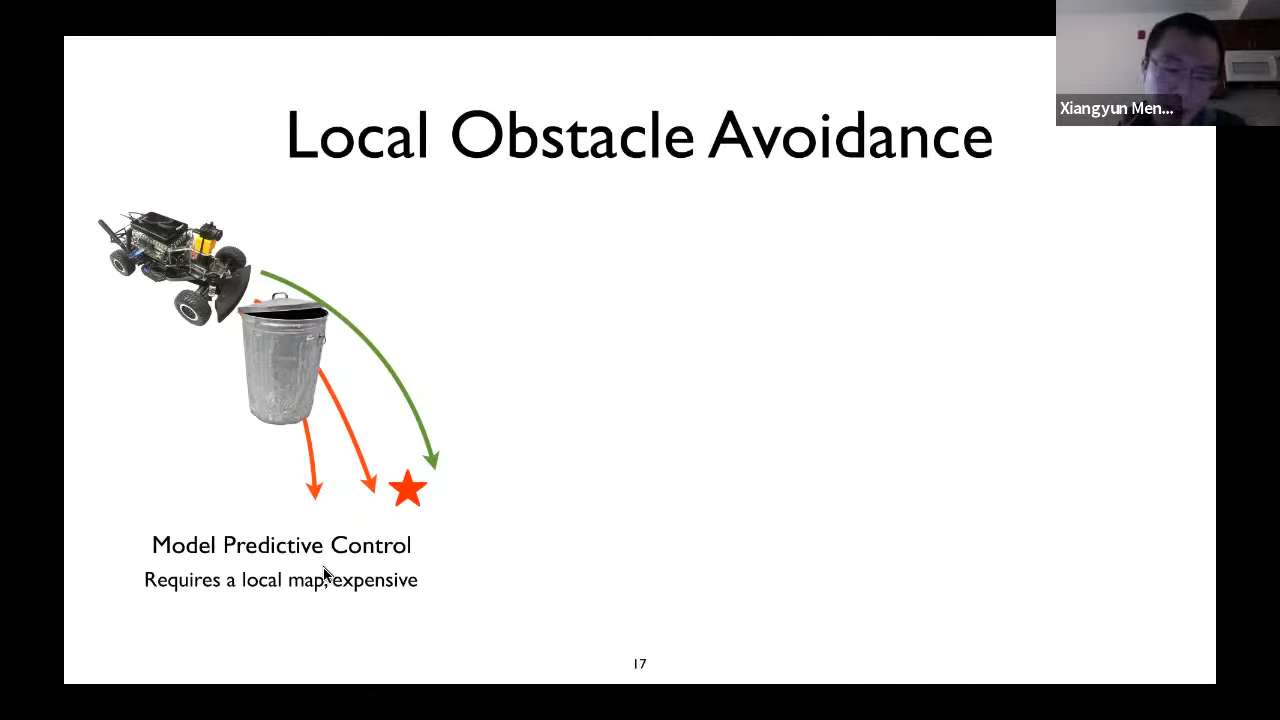 Xiangyun Men...
Local Obstacle Avoidance
Model Predictive Control
Requires a local map, expensive
17